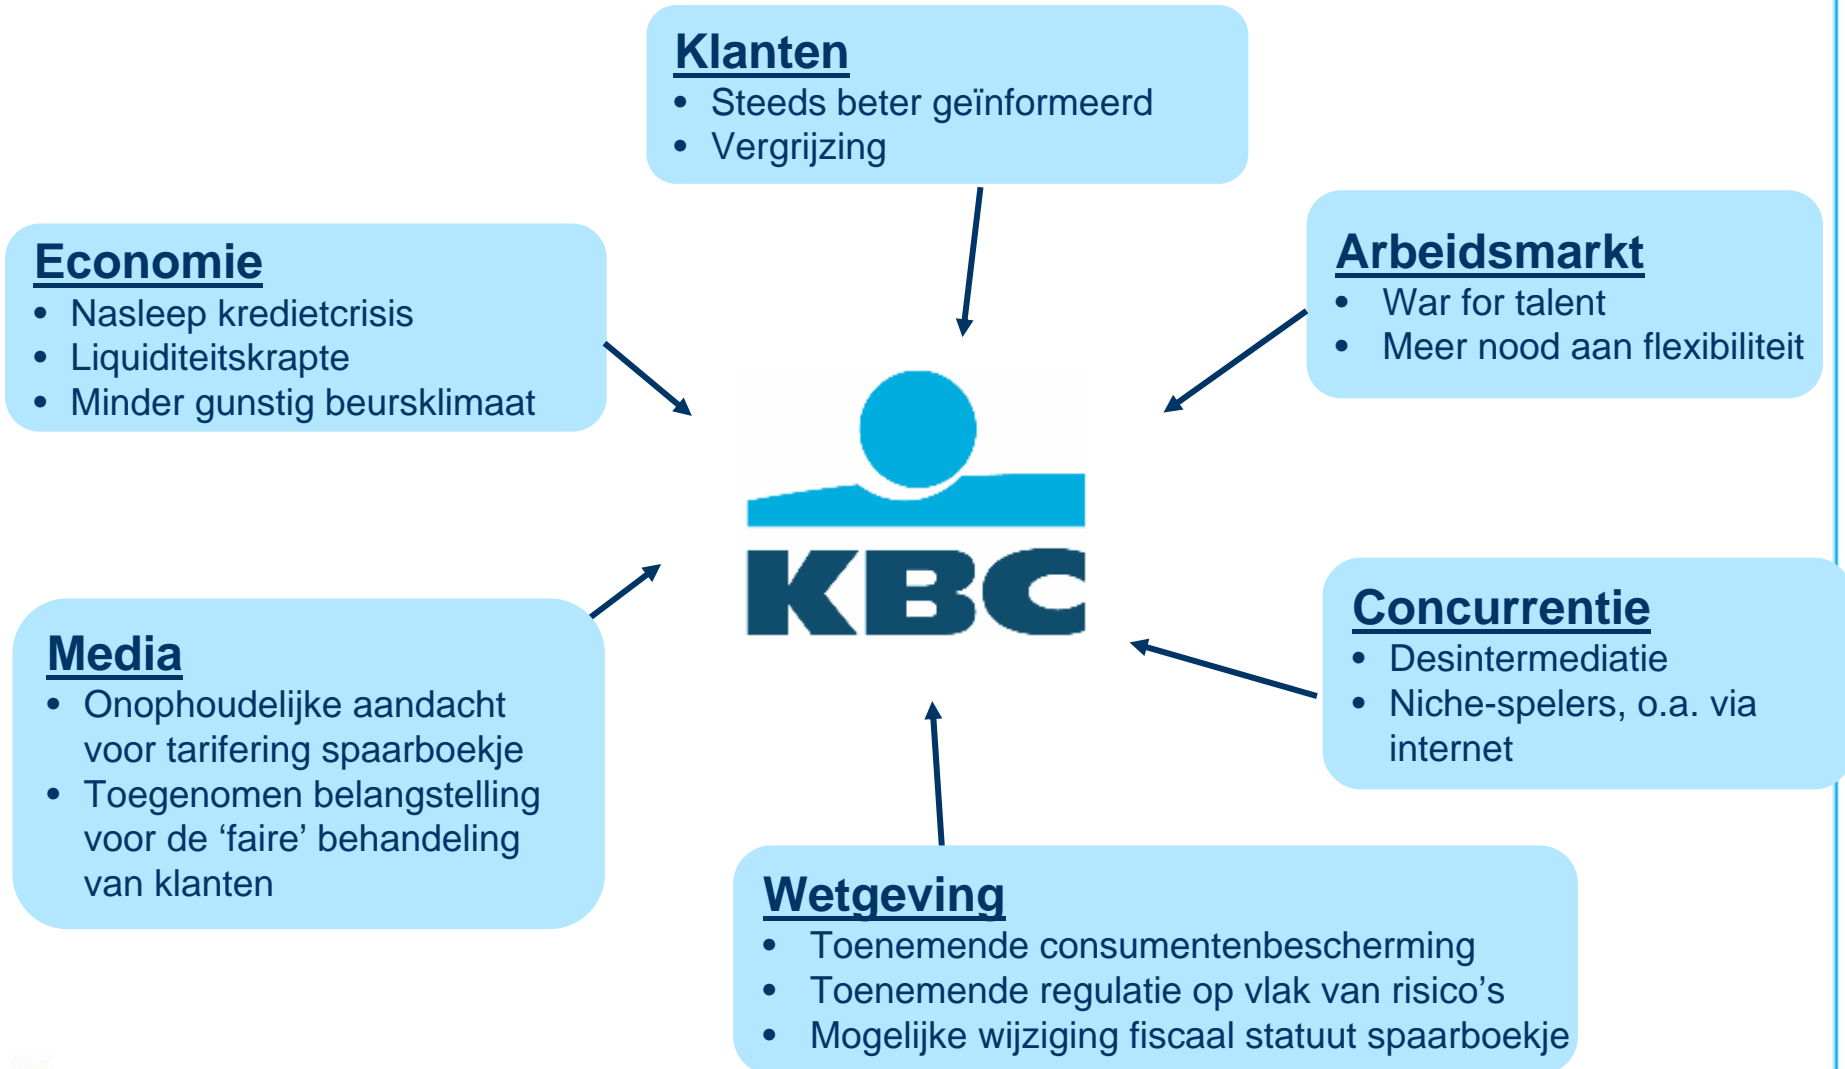 Klanten
• Steeds beter geïnformeerd
• Vergrijzing
Economie
• Nasleep kredietcrisis
• Liquiditeitskrapte
• Minder gunstig beursklimaat
Arbeidsmarkt
• War for talent
• Meer nood aan flexibiliteit
KBC
Media
• Onophoudelijke aandacht
voor tarifering spaarboekje
• Toegenomen belangstelling
voor de ‘faire’ behandeling
van klanten
Concurrentie
• Desintermediatie
• Niche-spelers, o.a. via
internet
Wetgeving
• Toenemende consumentenbescherming
• Toenemende regulatie op vlak van risico’s
• Mogelijke wijziging fiscaal statuut spaarboekje